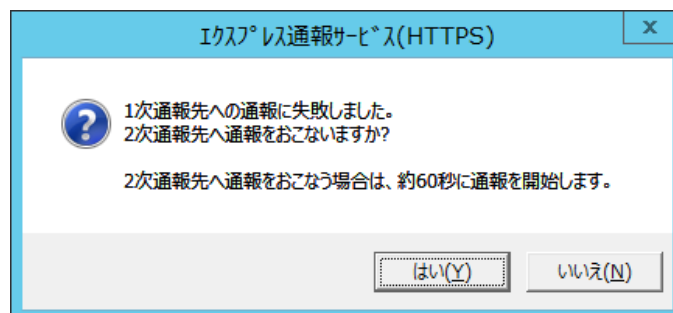 エクスプレス通報サービス(HTTPS)
x
1次通報先への通報に失敗しました。
2次通報先へ通報をおこないますか?
2次通報先へ通報をおこなう場合は、約60秒に通報を開始します。
はい(Y)
いいえ(N)